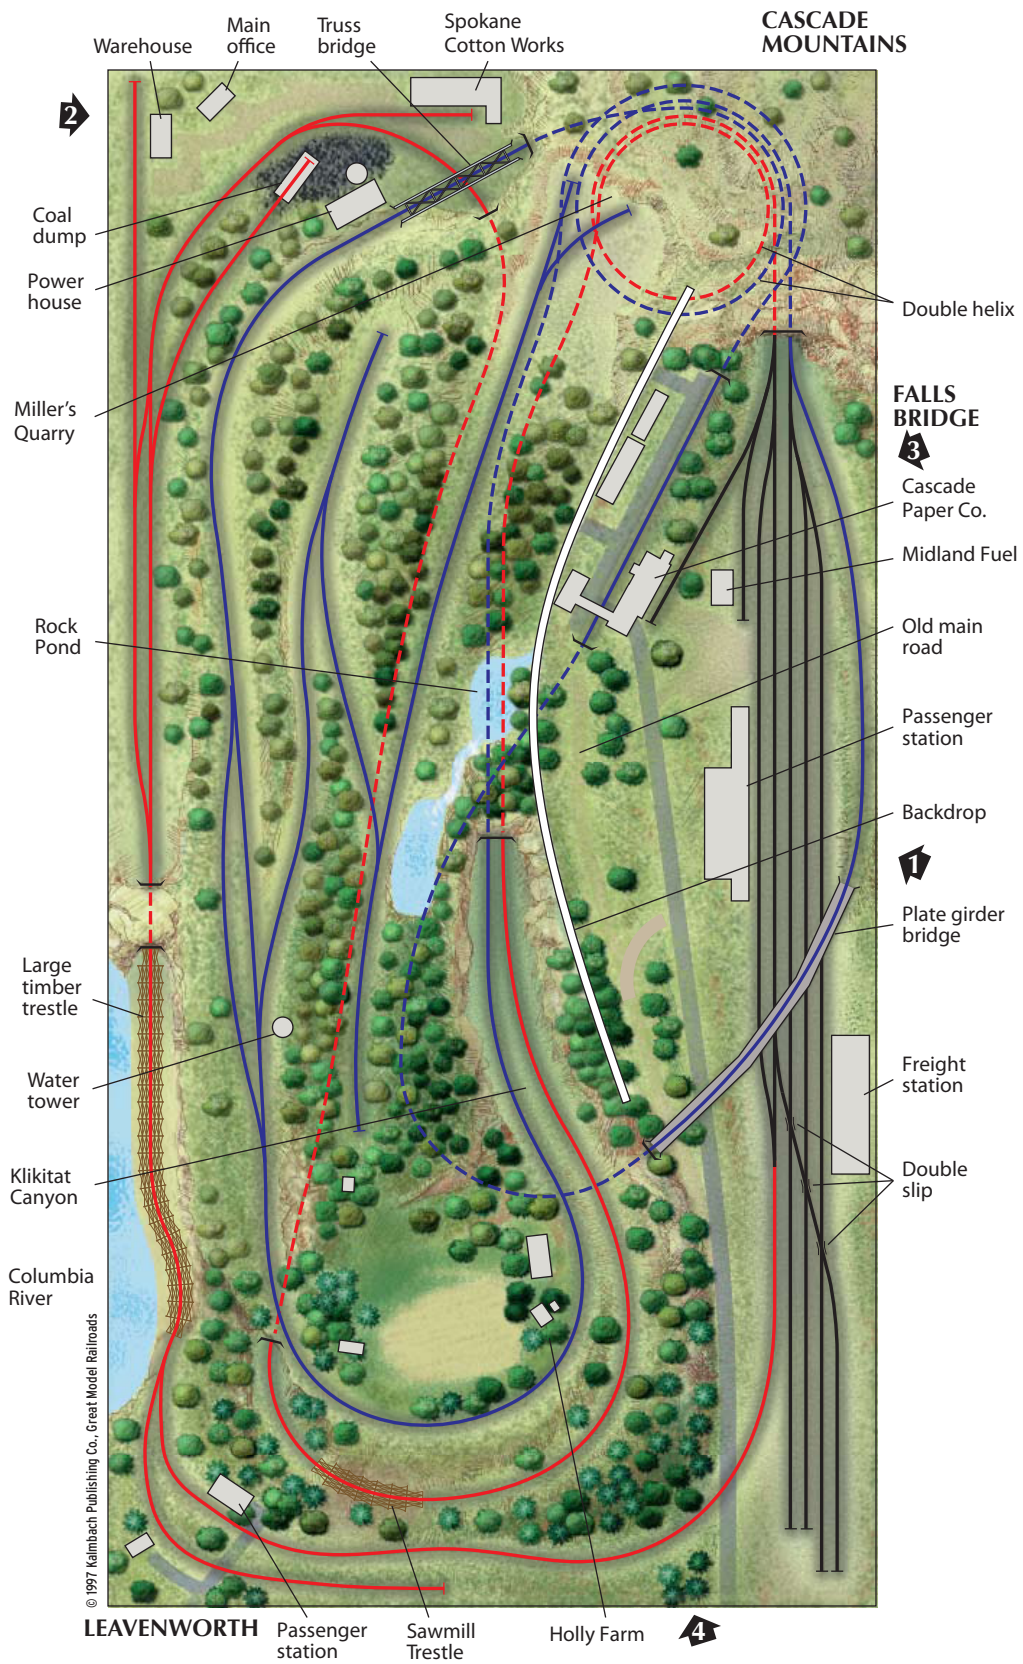 CASCADE
MOUNTAINS
Spokane
Cotton Works
Truss
bridge
Main
office
Warehouse
2
Coal
dump
Power
house
Miller's
Quarry
Double helix
FALLS
BRIDGE
3
Cascade
Paper Co.
Midland Fuel
Rock
Pond
Old main
road
Passenger
station
Backdrop
1
Plate girder
bridge
Large
timber
trestle
Water
tower
Freight
station
Klikitat
Canyon
Double
slip
Columbia
River
© 1997 Kalmbach Publishing Co., Great Model Railroads
LEAVENWORTH
Passenger
station
Sawmill
Trestle
Holly Farm
4